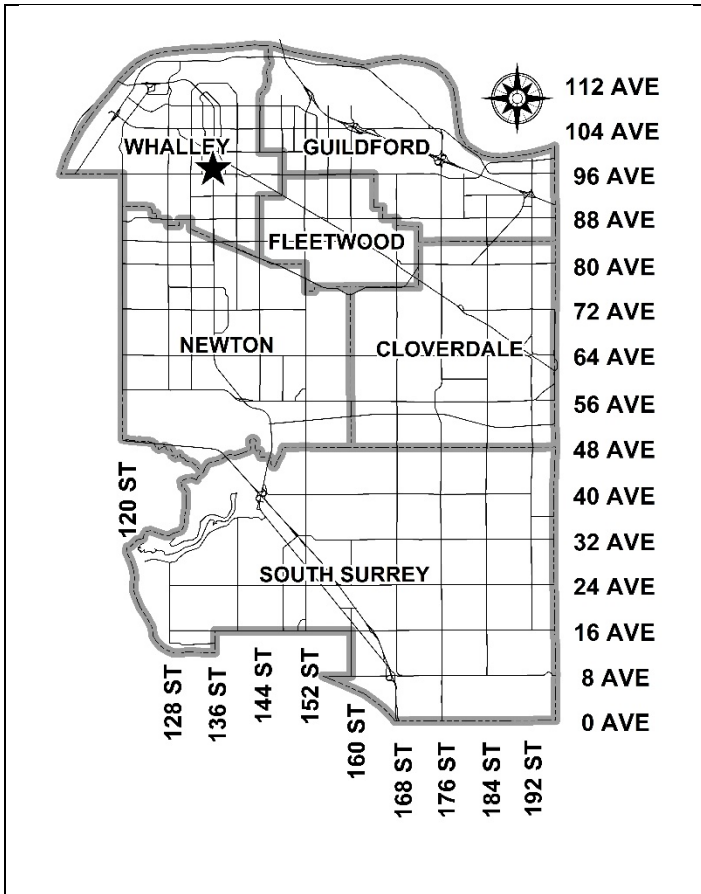 112 AVE
104 AVE
WHALLEY
GUILDFORD
96 AVE
88 AVE
FLEETWOOD
80 AVE
72 AVE
NEWTON
CLOVERDALE
64 AVE
56 AVE
48 AVE
120 ST
40 AVE
32 AVE
SOUTH SURREY
24 AVE
16 AVE
128 ST
136 ST
144 ST
152 ST
160 ST
8 AVE
0 AVE
168 ST
176 ST
184 ST
192 ST